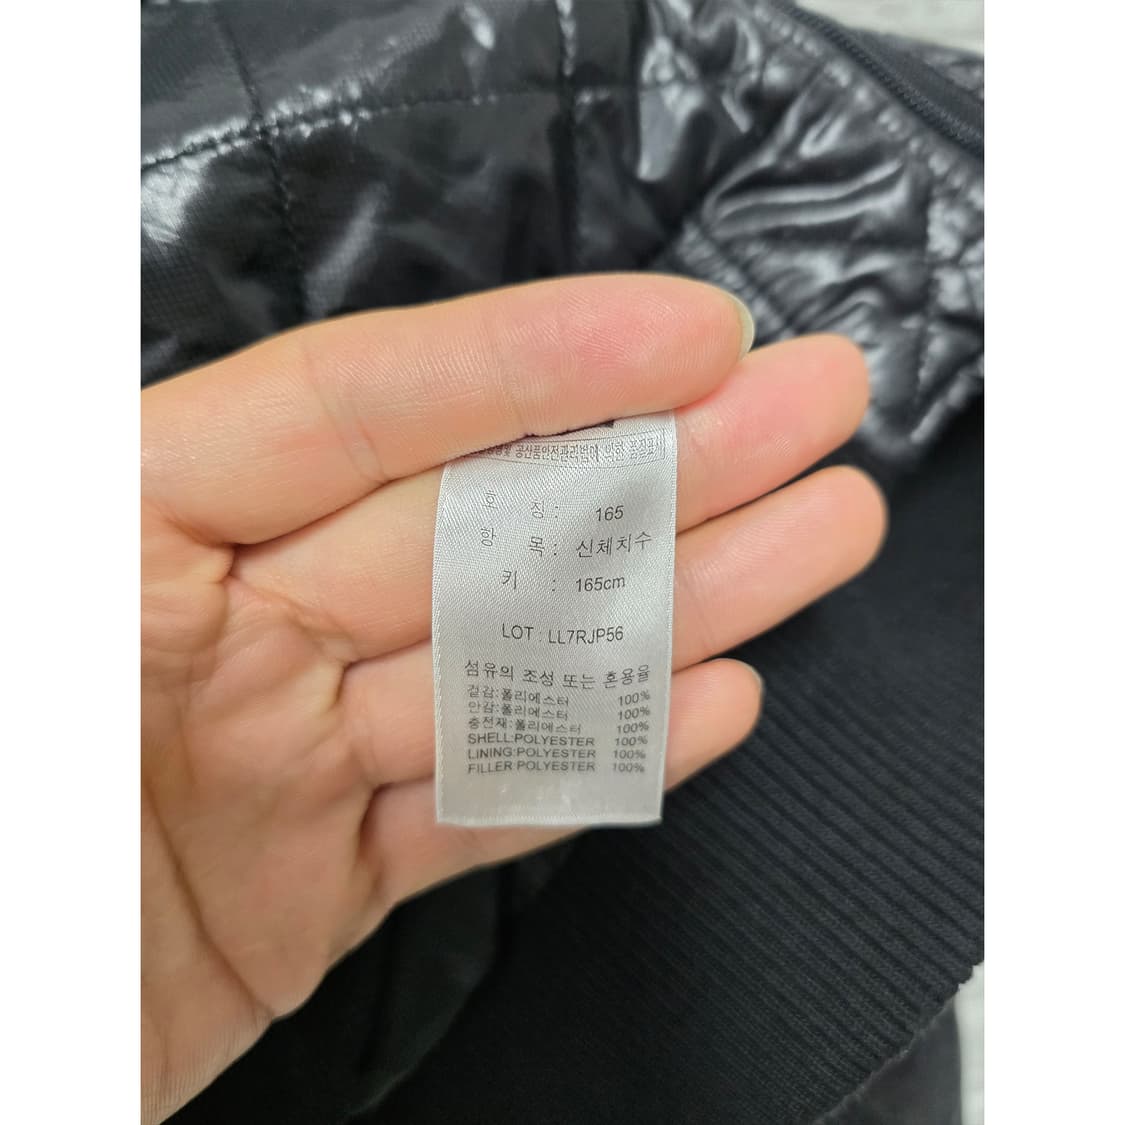 공산품안전관리법에 의한 품질표시
호 칭 : 165
항 목 : 신체치수
키 : 165cm
LOT : LL7RJP56
섬유의 조성 또는 혼용율
겉감:폴리에스터 100%
안감:폴리에스터 100%
충전재:폴리에스터 100%
SHELL:POLYESTER 100%
LINING:POLYESTER 100%
FILLER:POLYESTER 100%